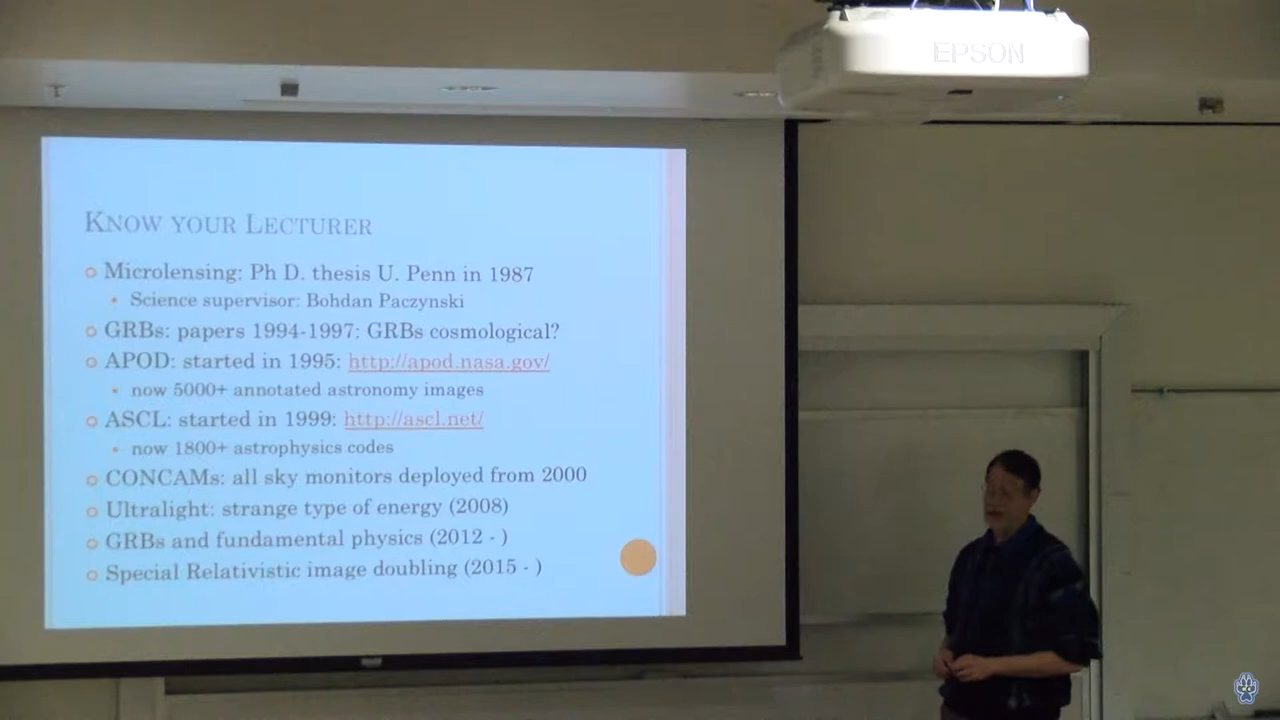 EPSON
KNOW YOUR LECTURER
Microlensing: Ph D. thesis U. Penn in 1987
Science supervisor: Bohdan Paczynski
GRBs: papers 1994-1997: GRBs cosmological?
APOD: started in 1995: http://apod.nasa.gov/
now 5000+ annotated astronomy images
ASCL: started in 1999: http://ascl.net/
now 1800+ astrophysics codes
CONCAMs: all sky monitors deployed from 2000
Ultralight: strange type of energy (2008)
GRBs and fundamental physics (2012 - )
Special Relativistic image doubling (2015 - )